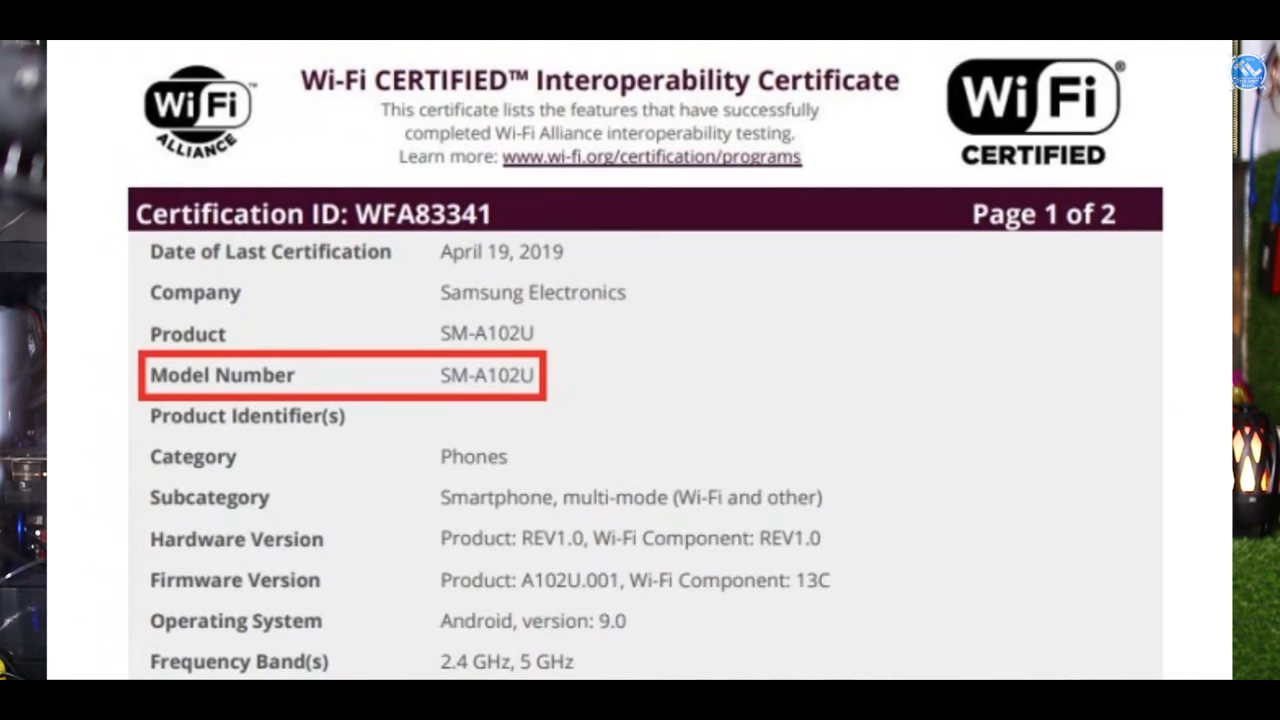 Wi Fi
ALLIANCE
Wi-Fi CERTIFIED™ Interoperability Certificate
This certificate lists the features that have successfully
completed Wi-Fi Alliance interoperability testing.
Learn more: www.wi-fi.org/certification/programs
Wi Fi®
CERTIFIED
Certification ID: WFA83341 Page 1 of 2
Date of Last Certification April 19, 2019
Company Samsung Electronics
Product SM-A102U
Model Number SM-A102U
Product Identifier(s)
Category Phones
Subcategory Smartphone, multi-mode (Wi-Fi and other)
Hardware Version Product: REV1.0, Wi-Fi Component: REV1.0
Firmware Version Product: A102U.001, Wi-Fi Component: 13C
Operating System Android, version: 9.0
Frequency Band(s) 2.4 GHz, 5 GHz